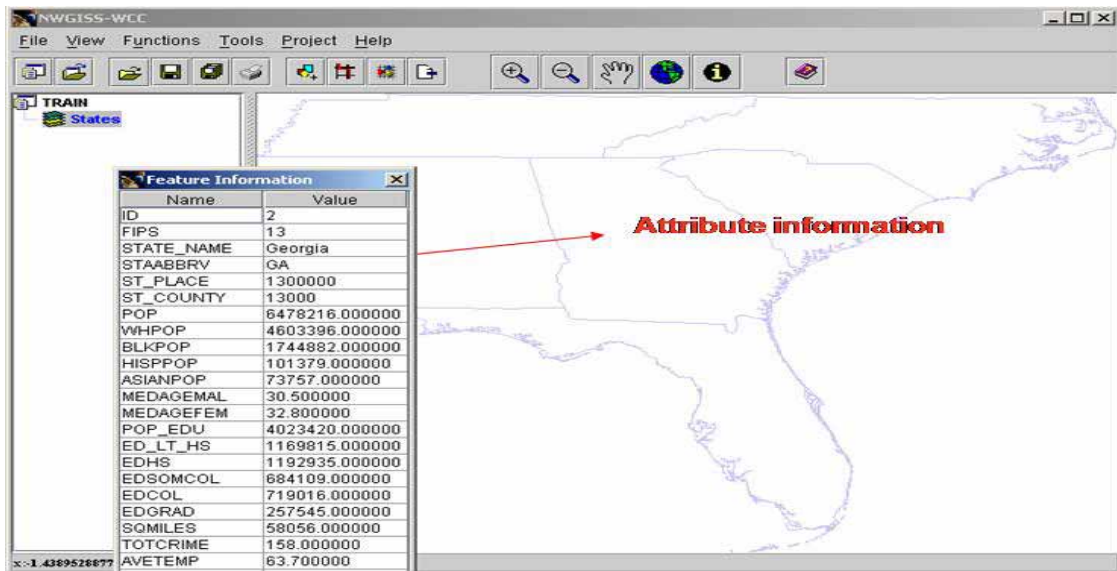 NWGISS-WCC
File View Functions Tools Project Help
TRAIN
States
Feature Information
Name Value
ID 2
FIPS 13
STATE_NAME Georgia
STAABBRV GA
ST_PLACE 1300000
ST_COUNTY 13000
POP 6478216.000000
WHPOP 4603396.000000
BLKPOP 1744882.000000
HISPPOP 101379.000000
ASIANPOP 73757.000000
MEDAGEMAL 30.500000
MEDAGEFEM 32.800000
POP_EDU 4023420.000000
ED_LT_HS 1169815.000000
EDHS 1192935.000000
EDSOMCOL 684109.000000
EDCOL 719016.000000
EDGRAD 257545.000000
SQMILES 58056.000000
TOTCRIME 158.000000
AVETEMP 63.700000
Attribute information
x:-1.4389528877